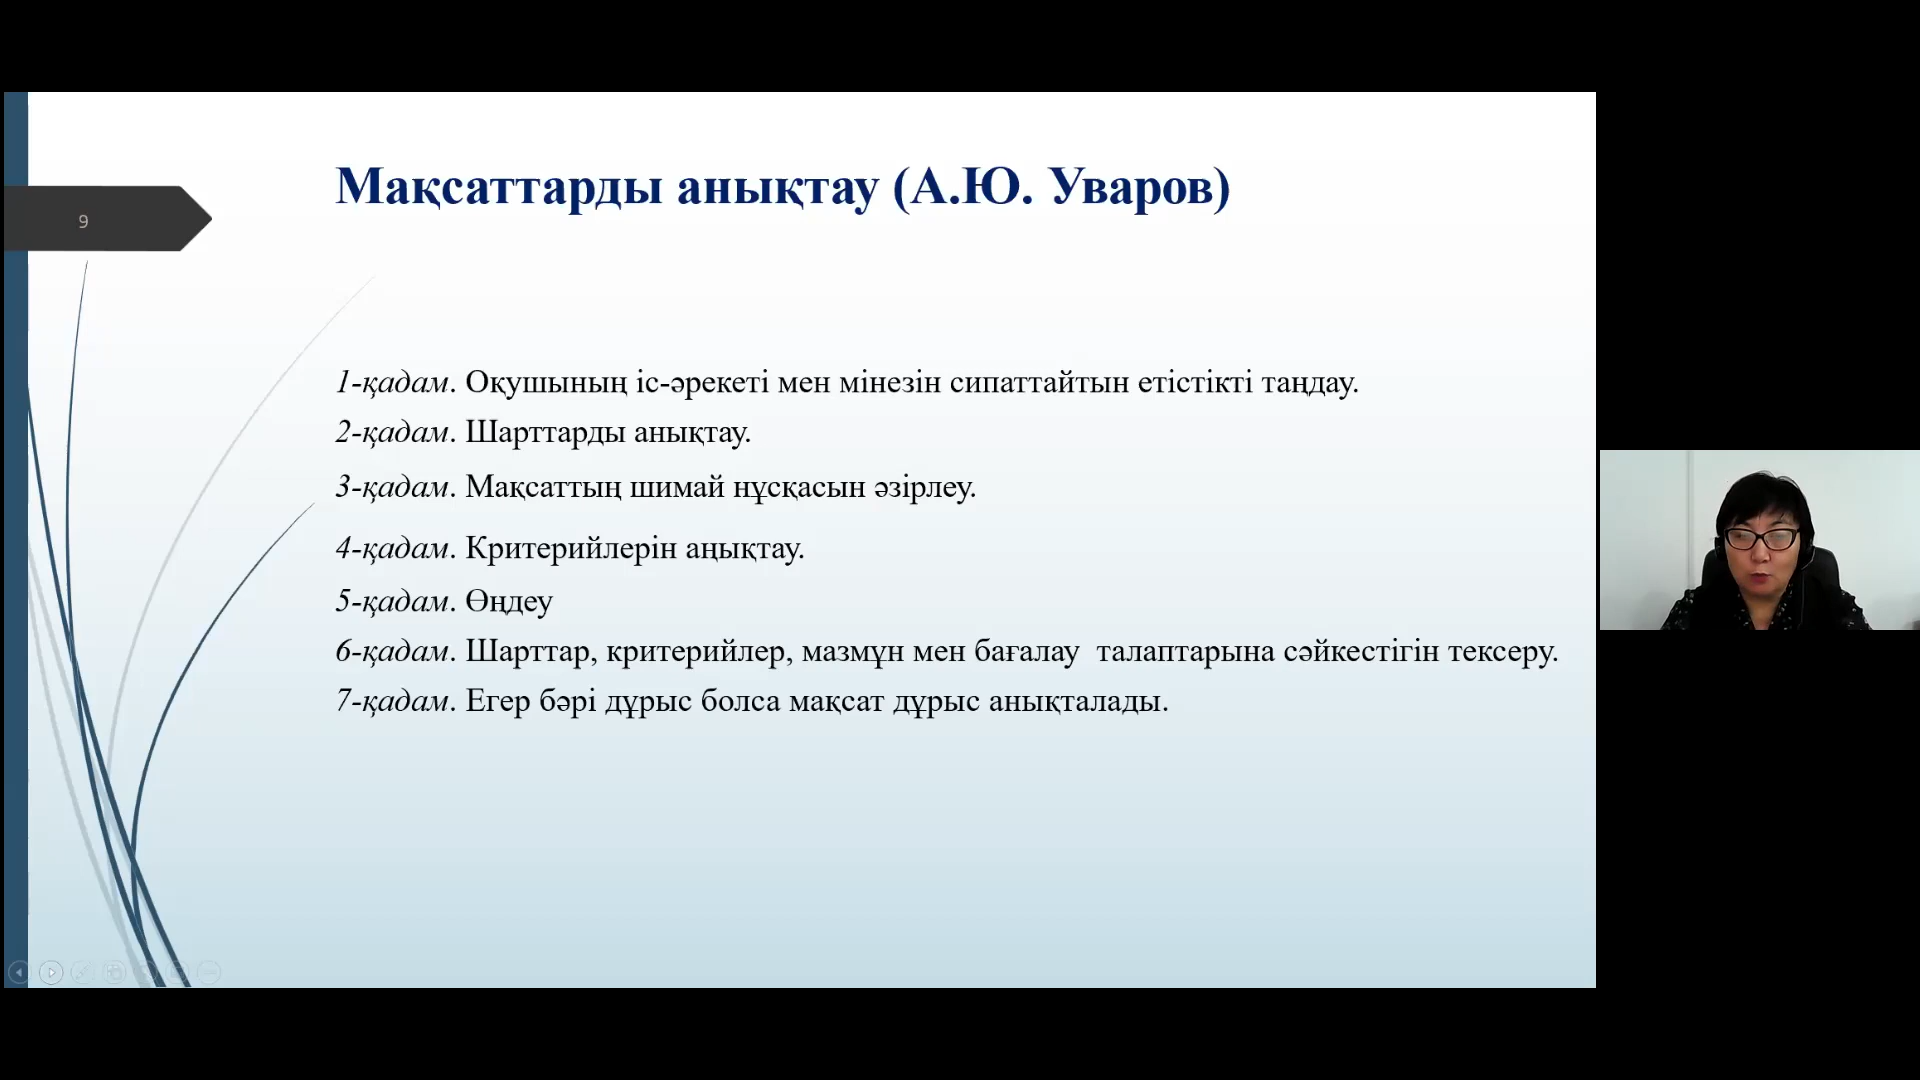 Мақсаттарды анықтау (А.Ю. Уваров)
9
1-қадам. Оқушының іс-әрекеті мен мінезін сипаттайтын етістікті таңдау.
2-қадам. Шарттарды анықтау.
3-қадам. Мақсаттың шимай нұсқасын әзірлеу.
4-қадам. Критерийлерін аңықтау.
5-қадам. Өңдеу
6-қадам. Шарттар, критерийлер, мазмұн мен бағалау  талаптарына сәйкестігін тексеру.
7-қадам. Егер бәрі дұрыс болса мақсат дұрыс анықталады.